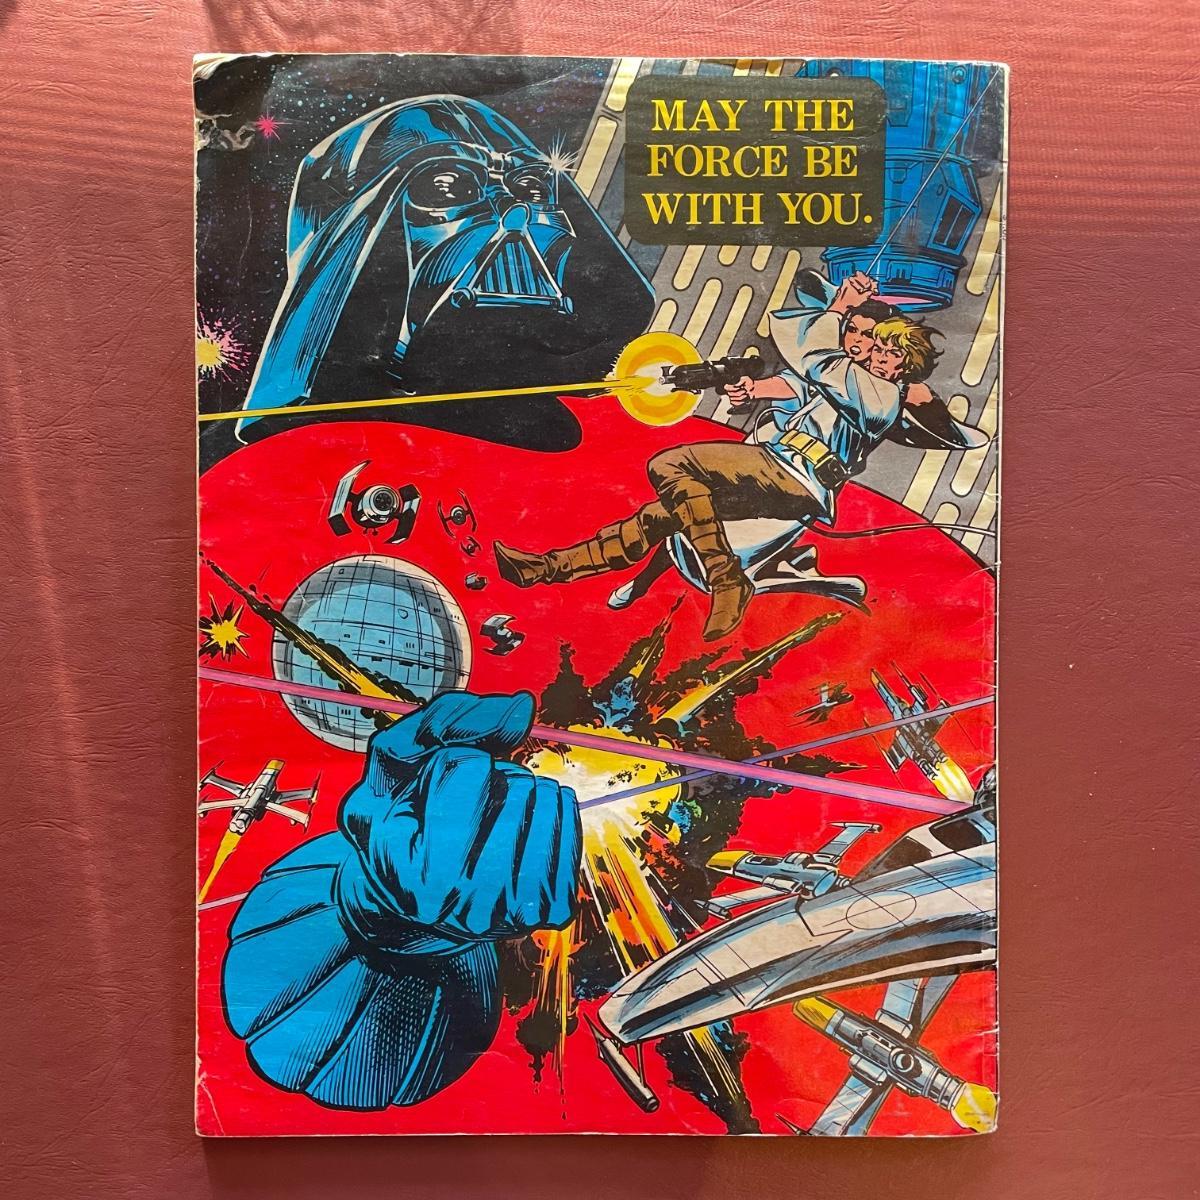 MAY THE
FORCE BE
WITH YOU.